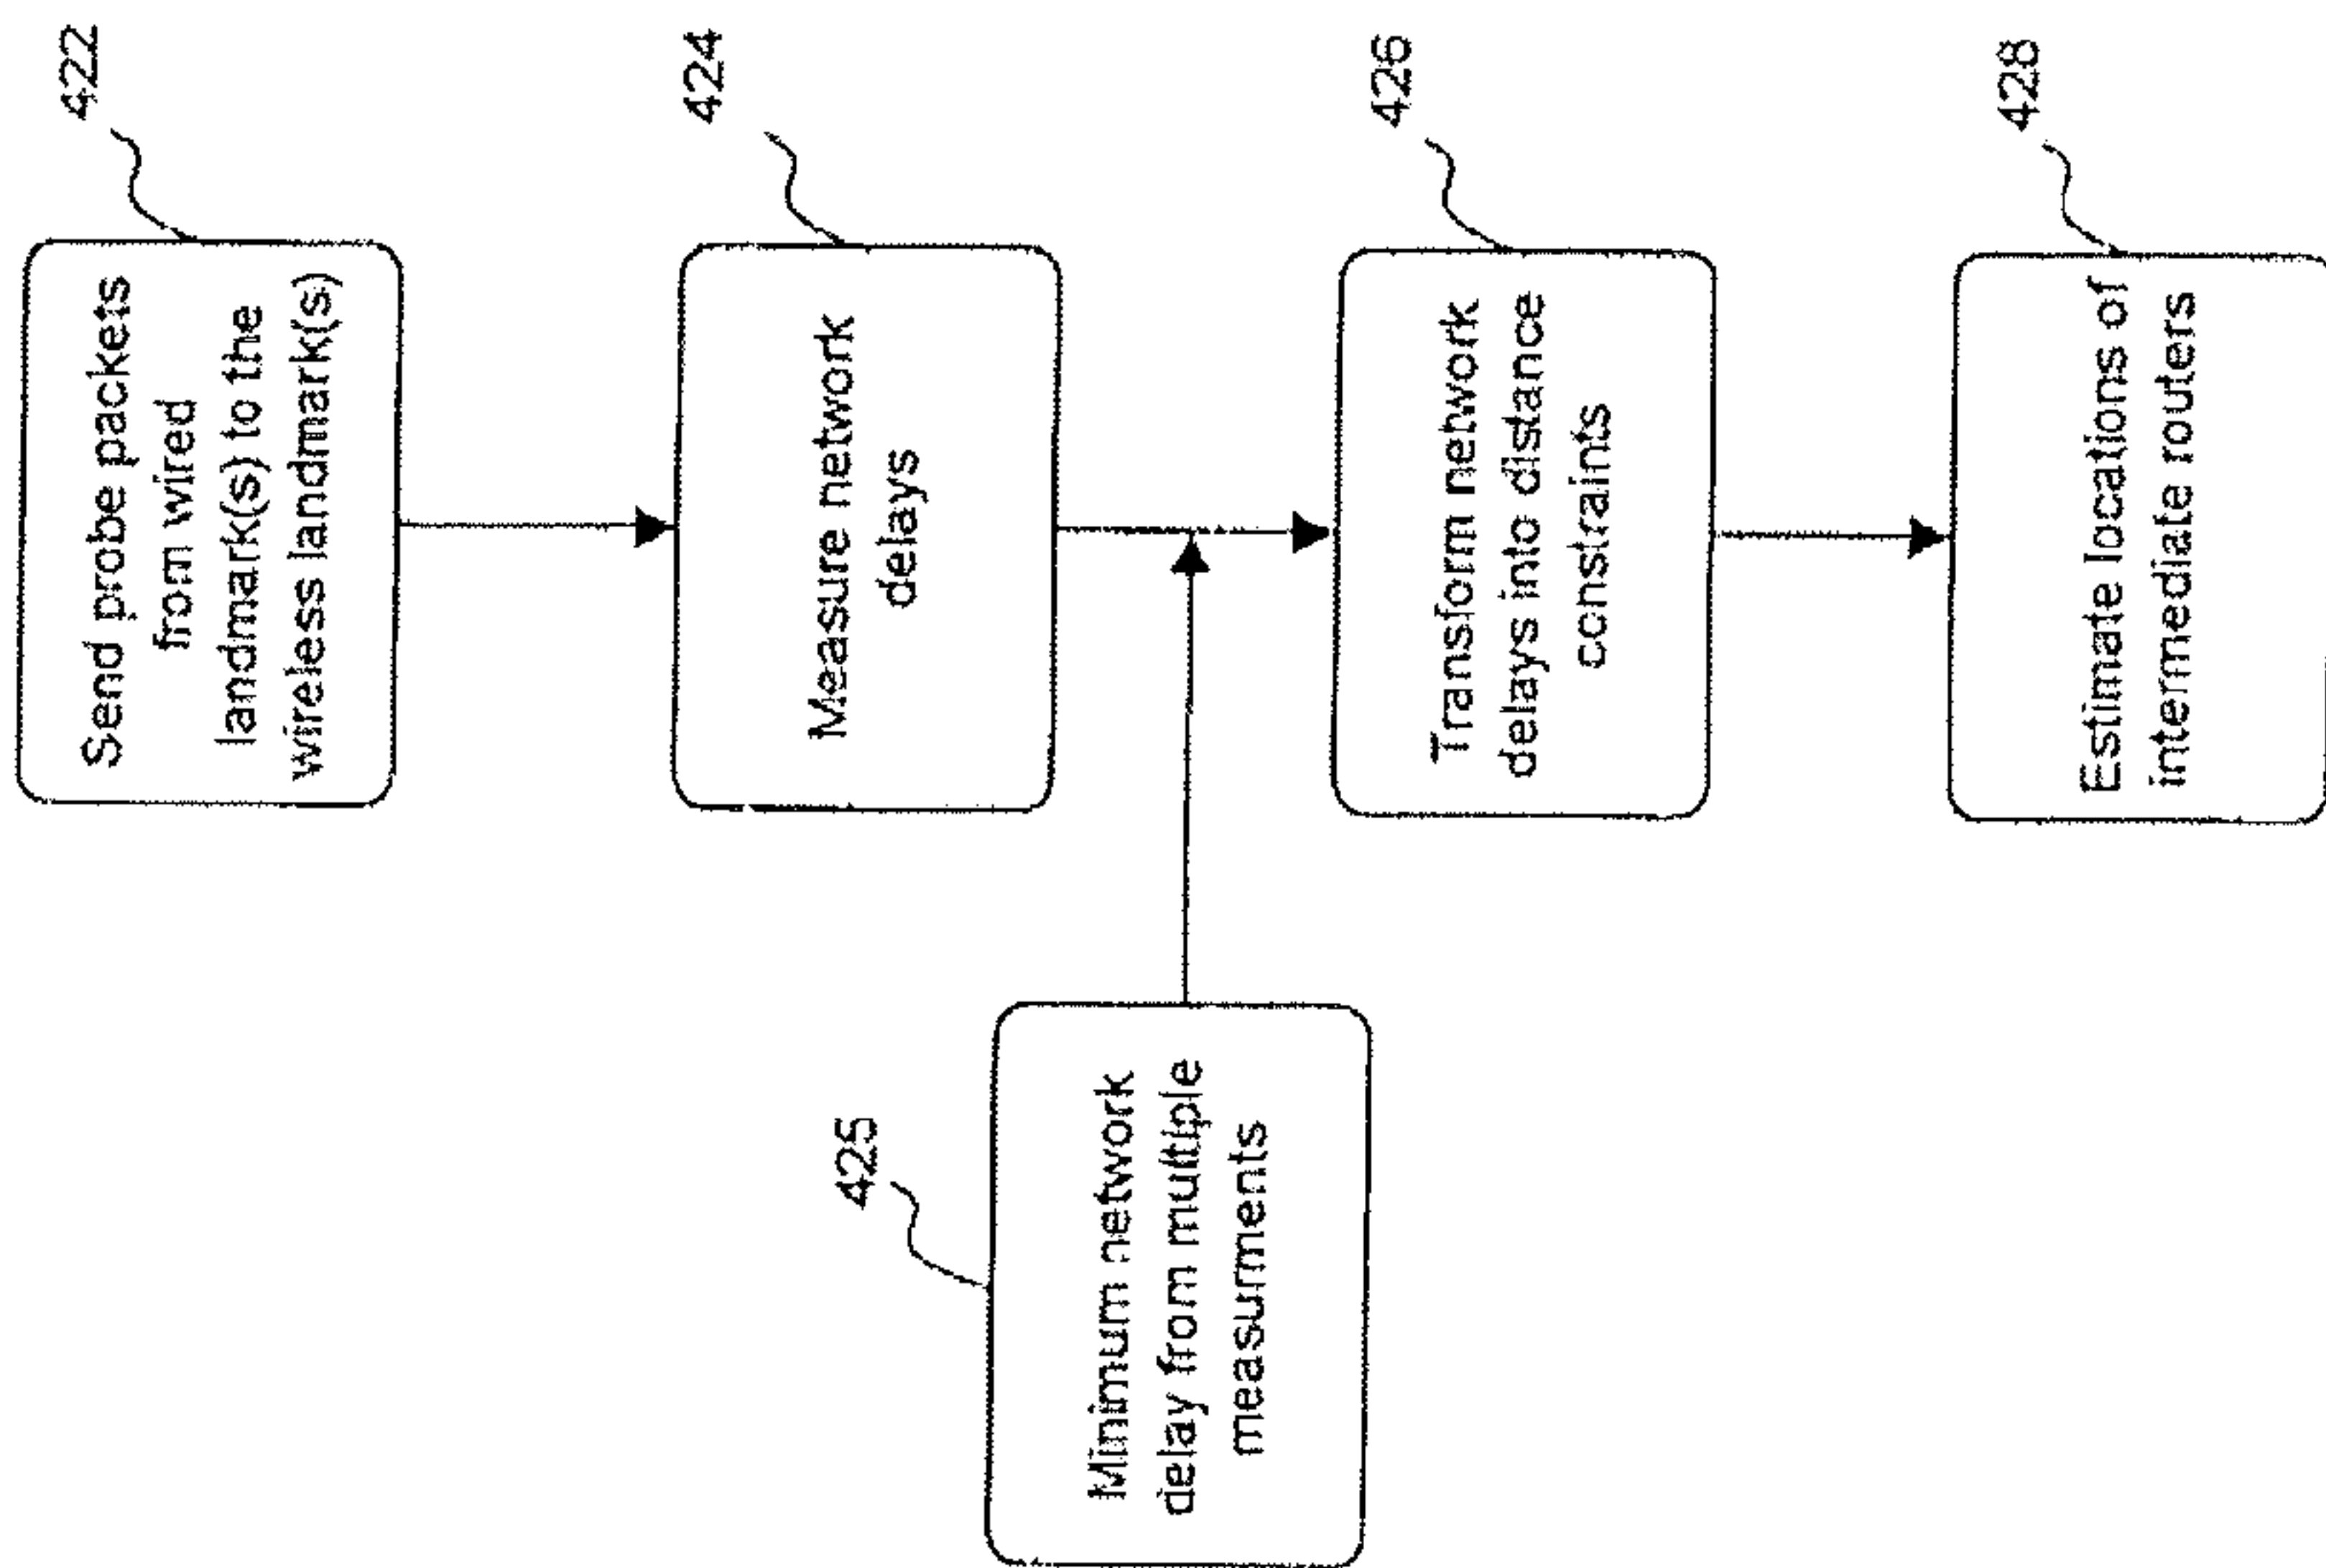 422
Send probe packets
from wired
landmark(s) to the
wireless landmark(s)
424
Measure network
delays
425
Minimum network
delay from multiple
measurments
426
Transform network
delays into distance
constraints
428
Estimate locations of
intermediate routers